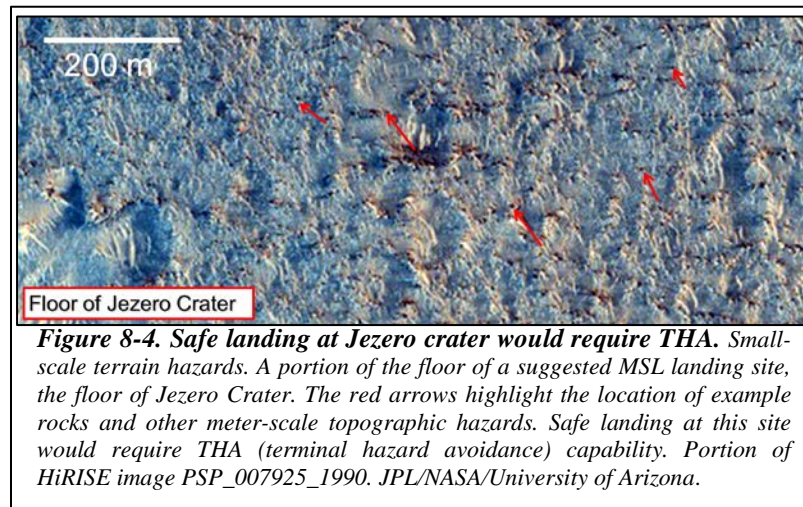 200 m
Floor of Jezero Crater
Figure 8-4. Safe landing at Jezero crater would require THA. Small-
scale terrain hazards. A portion of the floor of a suggested MSL landing site,
the floor of Jezero Crater. The red arrows highlight the location of example
rocks and other meter-scale topographic hazards. Safe landing at this site
would require THA (terminal hazard avoidance) capability. Portion of
HiRISE image PSP_007925_1990. JPL/NASA/University of Arizona.